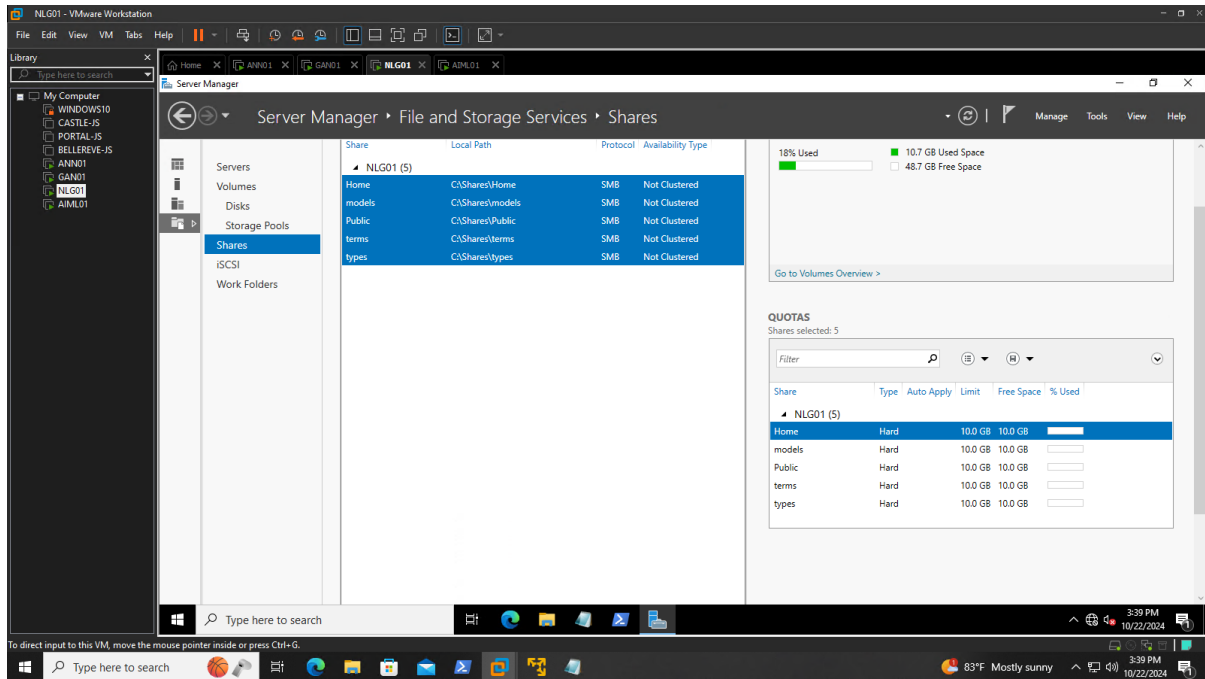 NLG01 - VMware Workstation
File Edit View VM Tabs Help
Library
Type here to search
My Computer
WINDOWS10
CASTLE-JS
PORTAL-JS
BELLEREVE-JS
ANN01
GAN01
NLG01
AIML01
Home ANN01 GAN01 NLG01 AIML01
Server Manager
Server Manager • File and Storage Services • Shares
Manage Tools View Help
Servers
Volumes
Disks
Storage Pools
Shares
iSCSI
Work Folders
Share Local Path Protocol Availability Type
NLG01 (5)
Home C:\Shares\Home SMB Not Clustered
models C:\Shares\models SMB Not Clustered
Public C:\Shares\Public SMB Not Clustered
terms C:\Shares\terms SMB Not Clustered
types C:\Shares\types SMB Not Clustered
18% Used
10.7 GB Used Space
48.7 GB Free Space
Go to Volumes Overview >
QUOTAS
Shares selected: 5
Filter
Share Type Auto Apply Limit Free Space % Used
NLG01 (5)
Home Hard 10.0 GB 10.0 GB
models Hard 10.0 GB 10.0 GB
Public Hard 10.0 GB 10.0 GB
terms Hard 10.0 GB 10.0 GB
types Hard 10.0 GB 10.0 GB
Type here to search
3:39 PM
10/22/2024
To direct input to this VM, move the mouse pointer inside or press Ctrl+G.
Type here to search
83°F Mostly sunny
3:39 PM
10/22/2024